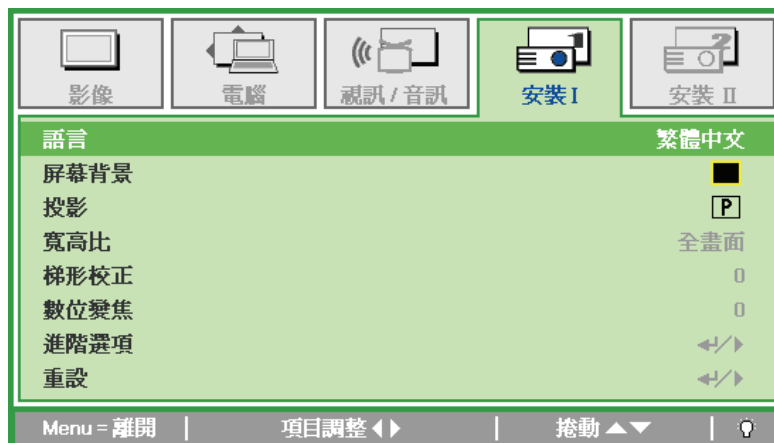 影像 電腦 視訊 / 音訊 安裝 I 安裝 II
語言 繁體中文
屏幕背景
投影 P
寬高比 全畫面
梯形校正 0
數位變焦 0
進階選項
重設
Menu = 離開 項目調整 捲動